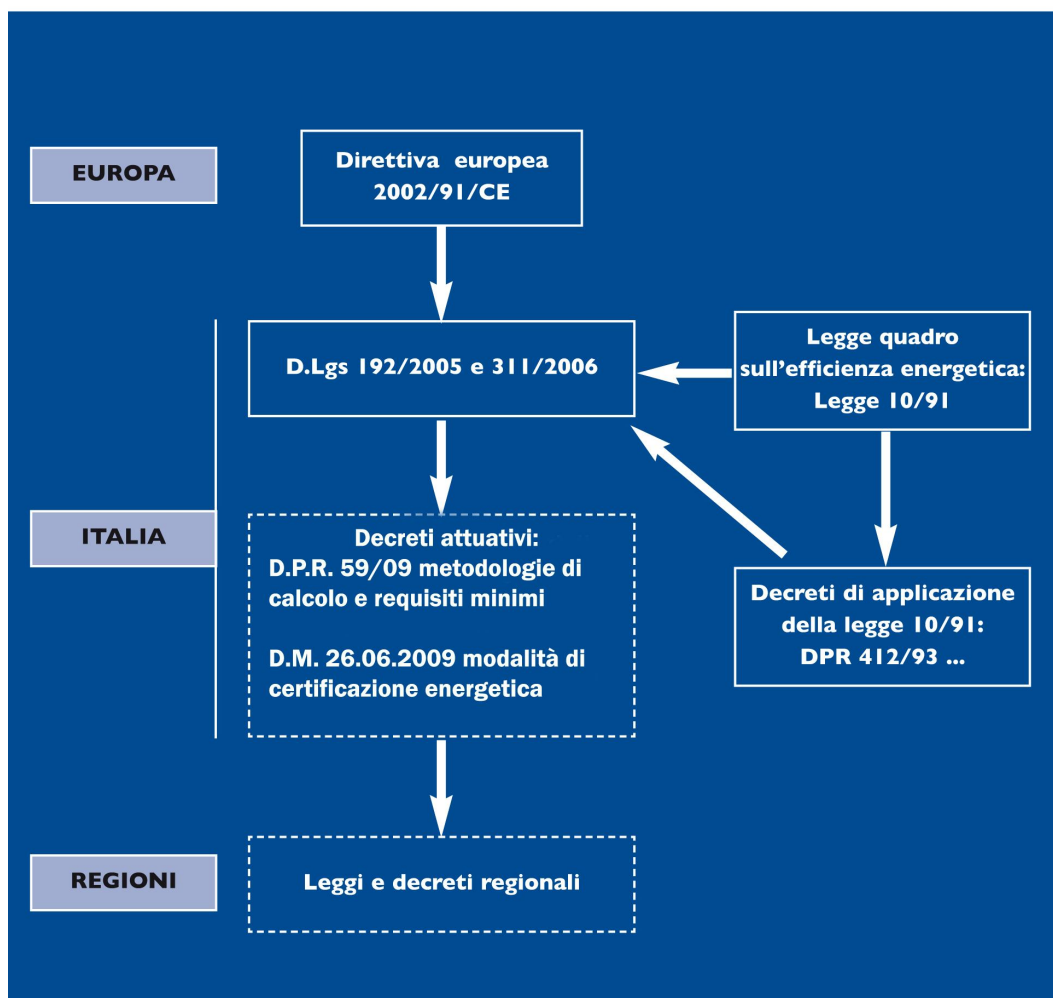 EUROPA
Direttiva europea
2002/91/CE
D.Lgs 192/2005 e 311/2006
Legge quadro
sull'efficienza energetica:
Legge 10/91
ITALIA
Decreti attuativi:
D.P.R. 59/09 metodologie di
calcolo e requisiti minimi
D.M. 26.06.2009 modalità di
certificazione energetica
Decreti di applicazione
della legge 10/91:
DPR 412/93 ...
REGIONI
Leggi e decreti regionali